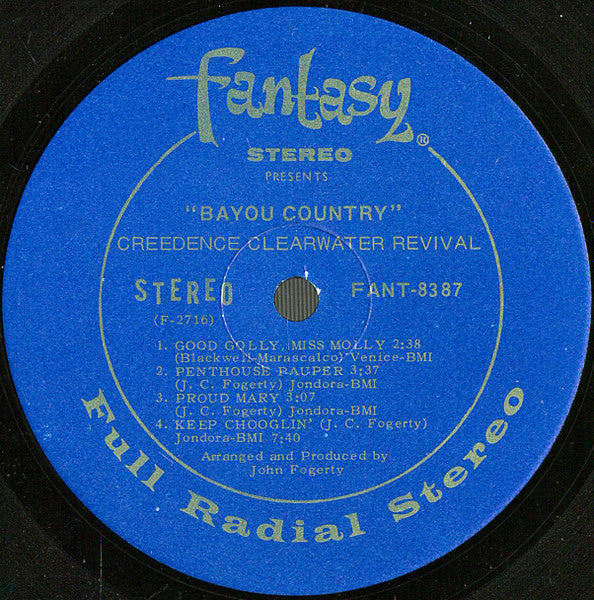 fantasy®
STEREO
PRESENTS
"BAYOU COUNTRY"
CREEDENCE CLEARWATER REVIVAL
STEREO FANT-8387
(F-2716)
1. GOOD GOLLY, MISS MOLLY 2:38
(Blackwell-Marascalco) Venice-BMI
2. PENTHOUSE PAUPER 3:37
(J. C. Fogerty) Jondora-BMI
3. PROUD MARY 3:07
(J. C. Fogerty) Jondora-BMI
4. KEEP CHOOGLIN' (J. C. Fogerty)
Jondora-BMI 7:40
Arranged and Produced by
John Fogerty
Full Radial Stereo